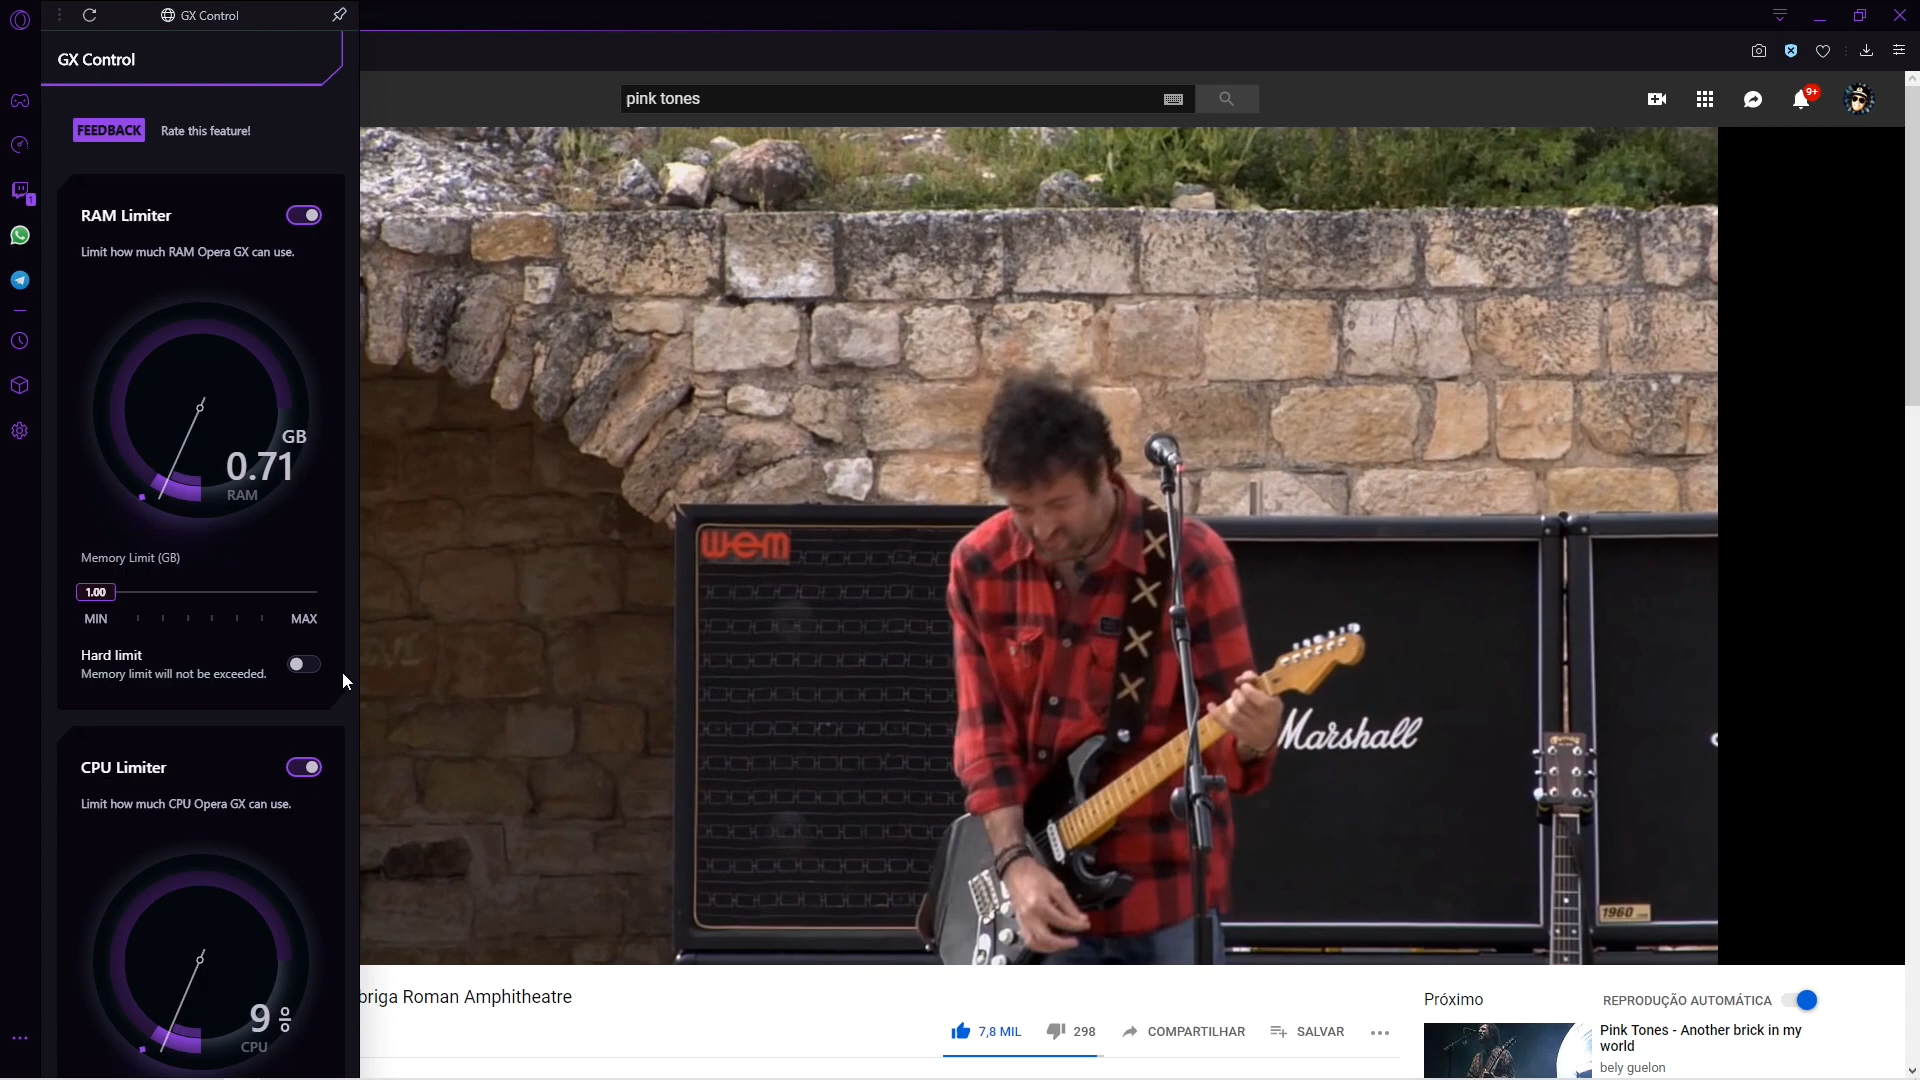 GX Control
GX Control
FEEDBACK Rate this feature!
RAM Limiter
Limit how much RAM Opera GX can use.
GB
0.71
RAM
Memory Limit (GB)
1.00
MIN MAX
Hard limit
Memory limit will not be exceeded.
CPU Limiter
Limit how much CPU Opera GX can use.
9 %
CPU
1
pink tones
9+
wem
Marshall
1960
briga Roman Amphitheatre
7,8 MIL 298 COMPARTILHAR SALVAR
Próximo REPRODUÇÃO AUTOMÁTICA
Pink Tones - Another brick in my
world
bely guelon